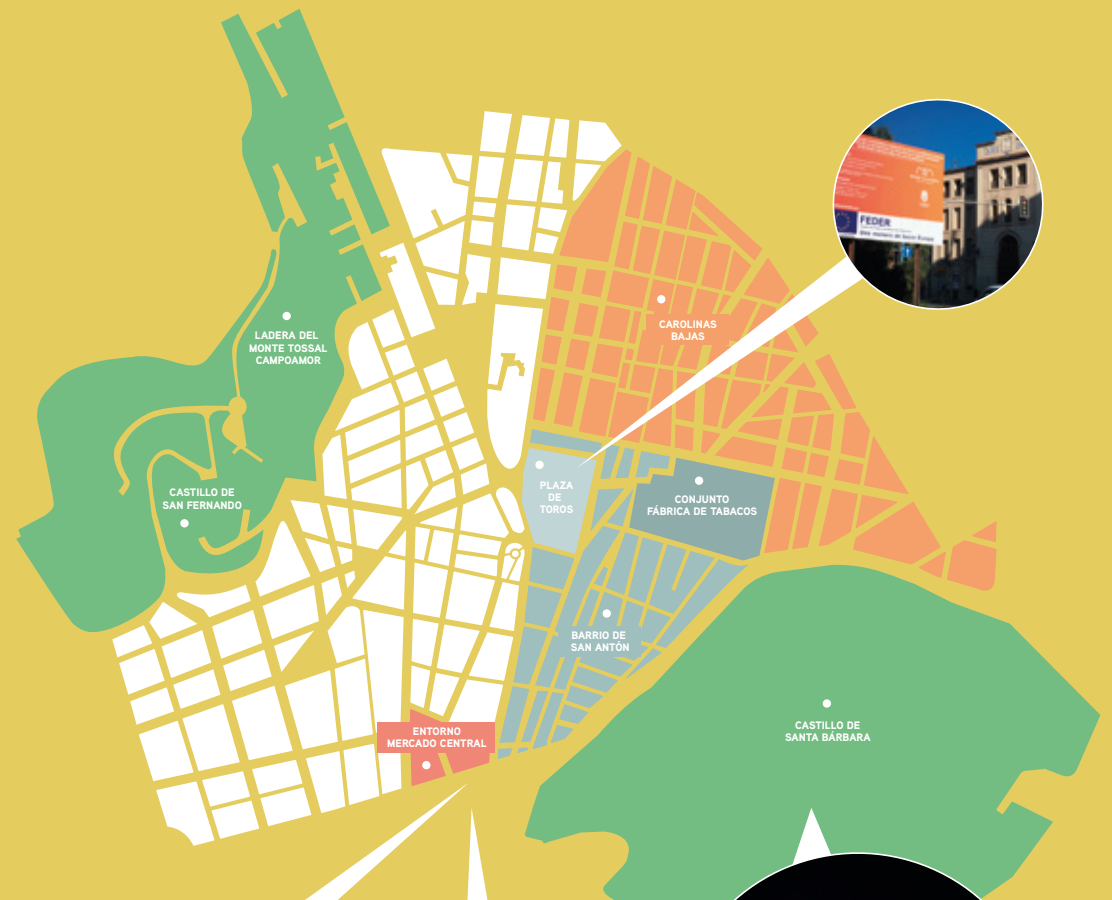 FEDER
CAROLINAS
BAJAS
LADERA DEL
MONTE TOSSAL
CAMPOAMOR
PLAZA
DE
TOROS
CASTILLO DE
SAN FERNANDO
CONJUNTO
FÁBRICA DE TABACOS
BARRIO DE
SAN ANTÓN
ENTORNO
MERCADO CENTRAL
CASTILLO DE
SANTA BÁRBARA